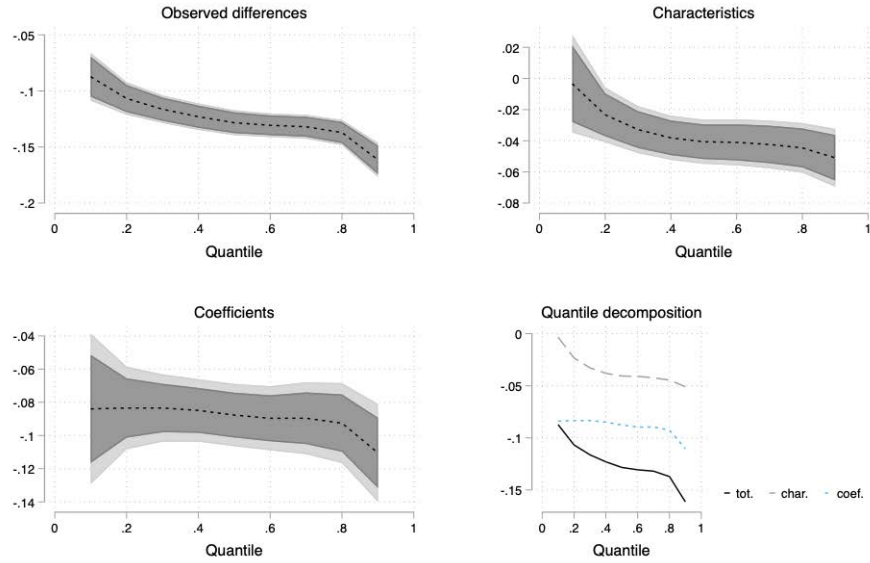 Observed differences
-.05
-.1
-.15
-.2
0 .2 .4 .6 .8 1
Quantile
Characteristics
.02
0
-.02
-.04
-.06
-.08
0 .2 .4 .6 .8 1
Quantile
Coefficients
-.04
-.06
-.08
-.1
-.12
-.14
0 .2 .4 .6 .8 1
Quantile
Quantile decomposition
0
-.05
-.1
-.15
0 .2 .4 .6 .8 1
Quantile
tot. char. coef.